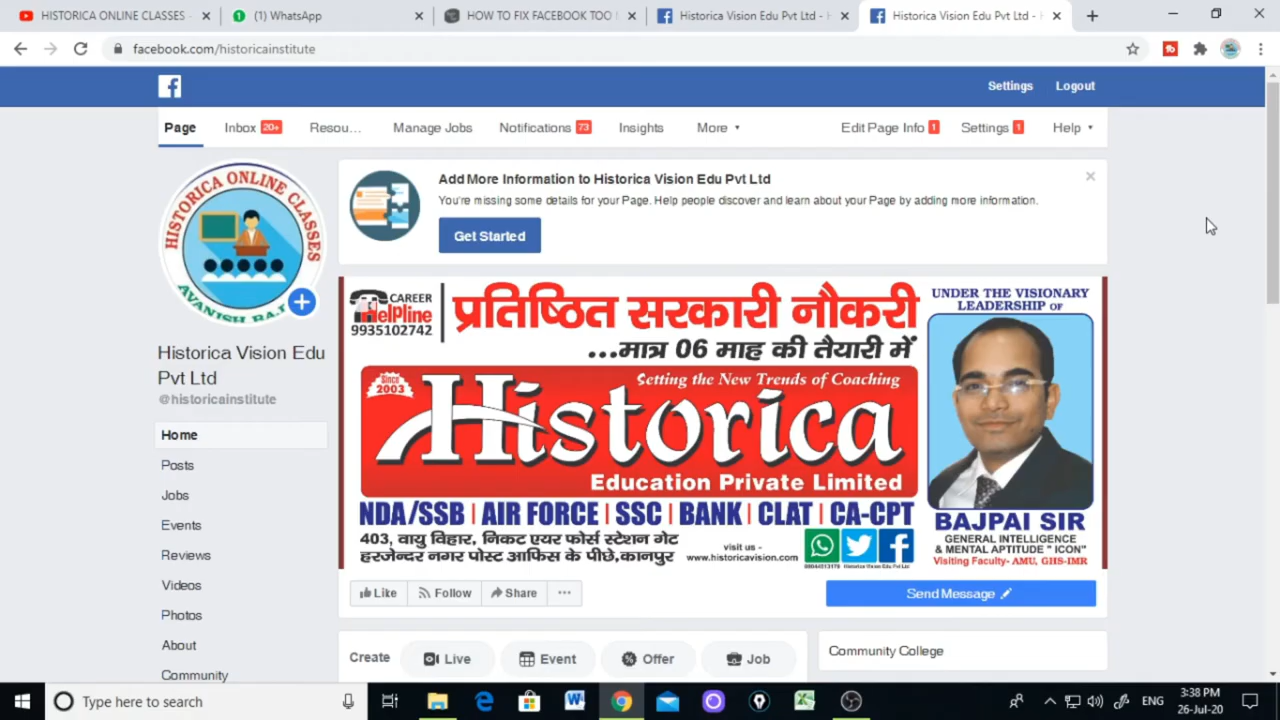 HISTORICA ONLINE CLASSES -
(1) WhatsApp
HOW TO FIX FACEBOOK TOO
Historica Vision Edu Pvt Ltd -
Historica Vision Edu Pvt Ltd -
facebook.com/historicainstitute
Settings Logout
Page Inbox 20+ Resou... Manage Jobs Notifications 73 Insights More Edit Page Info 1 Settings 1 Help
HISTORICA ONLINE CLASSES
Add More Information to Historica Vision Edu Pvt Ltd
You're missing some details for your Page. Help people discover and learn about your Page by adding more information.
Get Started
Historica Vision Edu
Pvt Ltd
@historicainstitute
Home
Posts
Jobs
Events
Reviews
Videos
Photos
About
Community
CAREER
HelpLine
9935102742
प्रतिष्ठित सरकारी नौकरी
...मात्र 06 माह की तैयारी में
Since
2003
Setting the New Trends of Coaching
Historica
Education Private Limited
NDA/SSB | AIR FORCE | SSC | BANK | CLAT | CA-CPT
403, वायु विहार, निकट एयर फोर्स स्टेशन गेट
हरजेन्दर नगर पोस्ट आफिस के पीछे,कानपुर
visit us -
www.historicavision.com
Historica Vision Edu Pvt Ltd
UNDER THE VISIONARY
LEADERSHIP OF
BAJPAI SIR
GENERAL INTELLIGENCE
& MENTAL APTITUDE " ICON"
Visiting Faculty- AMU, GHS-IMR
Like Follow Share ... Send Message
Create Live Event Offer Job
Community College
Type here to search
ENG
3:38 PM
26-Jul-20